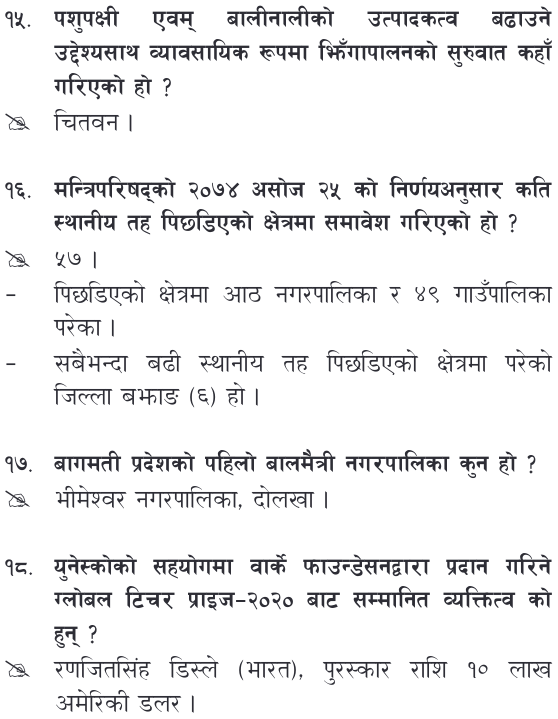 १५. पशुपक्षी एवम् बालीनालीको उत्पादकत्व बढाउने
उद्देश्यसाथ व्यावसायिक रूपमा झिँगापालनको सुरुवात कहाँ
गरिएको हो ?
चितवन ।
१६. मन्त्रिपरिषद्को २०७४ असोज २५ को निर्णयअनुसार कति
स्थानीय तह पिछडिएको क्षेत्रमा समावेश गरिएको हो ?
५७ ।
- पिछडिएको क्षेत्रमा आठ नगरपालिका र ४९ गाउँपालिका
परेका ।
- सबैभन्दा बढी स्थानीय तह पिछडिएको क्षेत्रमा परेको
जिल्ला बझाङ (६) हो ।
१७. बागमती प्रदेशको पहिलो बालमैत्री नगरपालिका कुन हो ?
भीमेश्वर नगरपालिका, दोलखा ।
१८. युनेस्कोको सहयोगमा वार्के फाउन्डेसनद्वारा प्रदान गरिने
ग्लोबल टिचर प्राइज-२०२० बाट सम्मानित व्यक्तित्व को
हुन् ?
रणजितसिंह डिस्ले (भारत), पुरस्कार राशि १० लाख
अमेरिकी डलर ।